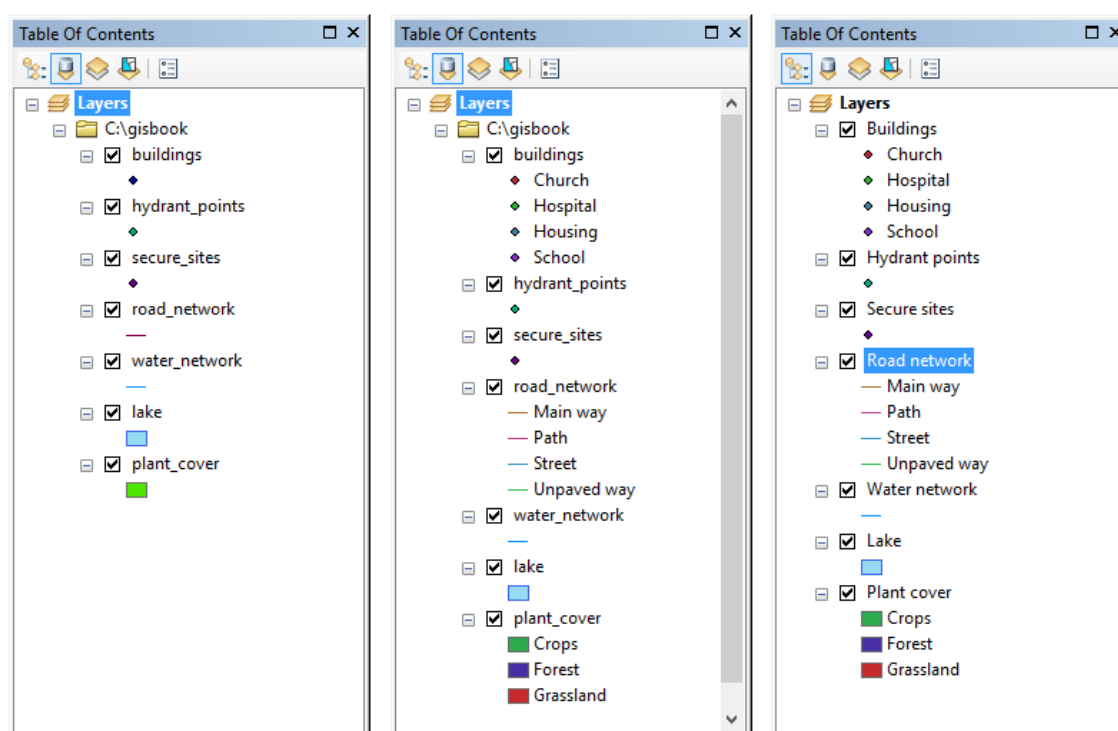 Table Of Contents
Layers
C:\gisbook
buildings
hydrant_points
secure_sites
road_network
water_network
lake
plant_cover
Table Of Contents
Layers
C:\gisbook
buildings
Church
Hospital
Housing
School
hydrant_points
secure_sites
road_network
Main way
Path
Street
Unpaved way
water_network
lake
plant_cover
Crops
Forest
Grassland
Table Of Contents
Layers
Buildings
Church
Hospital
Housing
School
Hydrant points
Secure sites
Road network
Main way
Path
Street
Unpaved way
Water network
Lake
Plant cover
Crops
Forest
Grassland